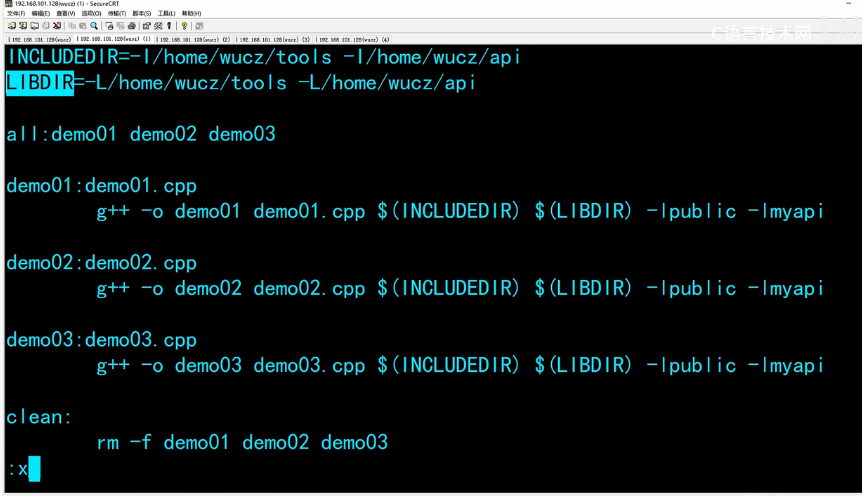 192.168.101.128(wucz) (1) - SecureCRT
文件(F) 编辑(E) 查看(V) 选项(O) 传输(T) 脚本(S) 工具(L) 帮助(H)
192.168.101.128(wucz) 192.168.101.128(wucz) (1) 192.168.101.128(wucz) (2) 192.168.101.128(wucz) (3) 192.168.101.128(wucz) (4)
C语言技术网
INCLUDEDIR=-I/home/wucz/tools -I/home/wucz/api
LIBDIR=-L/home/wucz/tools -L/home/wucz/api
all:demo01 demo02 demo03
demo01:demo01.cpp
g++ -o demo01 demo01.cpp $(INCLUDEDIR) $(LIBDIR) -lpublic -lmyapi
demo02:demo02.cpp
g++ -o demo02 demo02.cpp $(INCLUDEDIR) $(LIBDIR) -lpublic -lmyapi
demo03:demo03.cpp
g++ -o demo03 demo03.cpp $(INCLUDEDIR) $(LIBDIR) -lpublic -lmyapi
clean:
rm -f demo01 demo02 demo03
:x